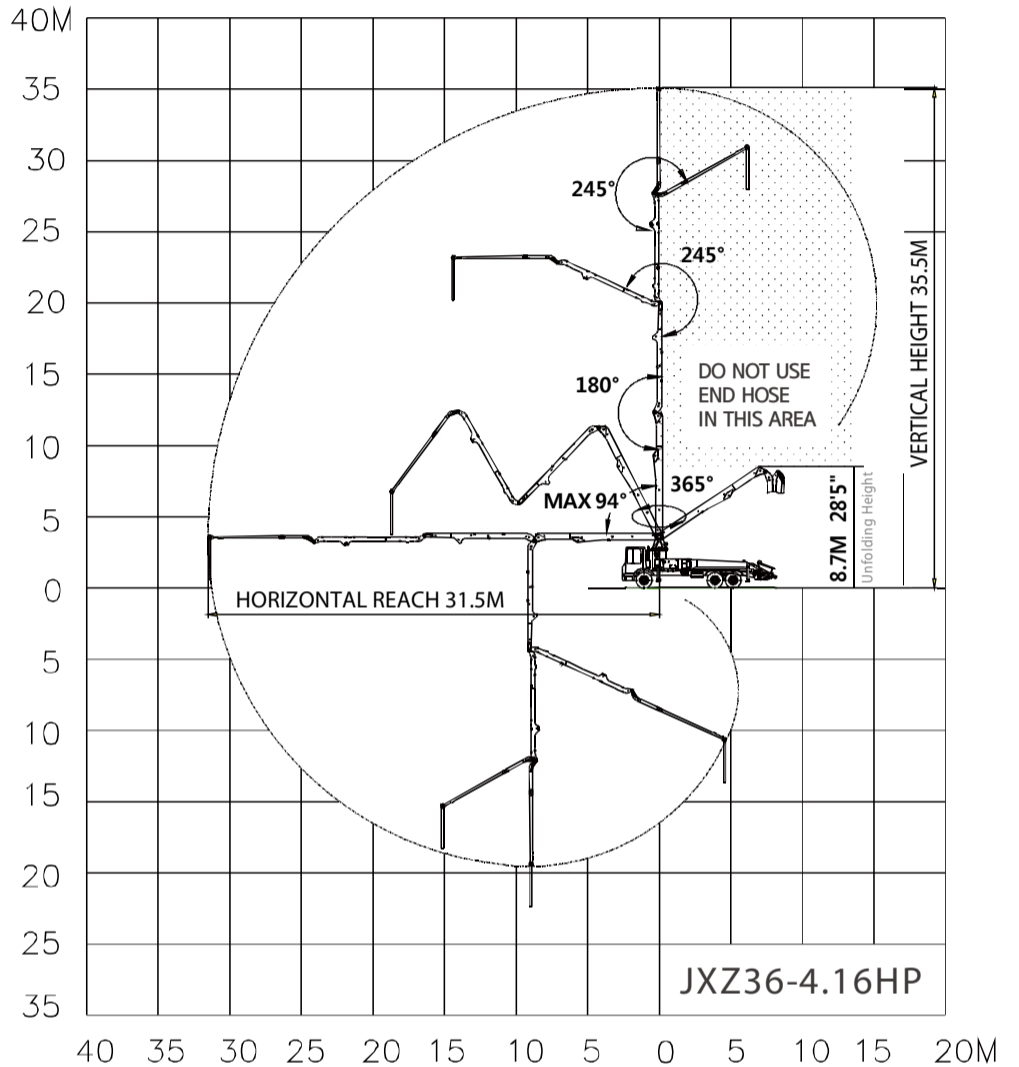 40M
35
30
25
20
15
10
5
0
5
10
15
20
25
35
40 35 30 25 20 15 10 5 0 5 10 15 20M
245°
245°
180°
365°
MAX 94°
DO NOT USE
END HOSE
IN THIS AREA
VERTICAL HEIGHT 35.5M
8.7M 28'5"
Unfolding Height
HORIZONTAL REACH 31.5M
JXZ36-4.16HP